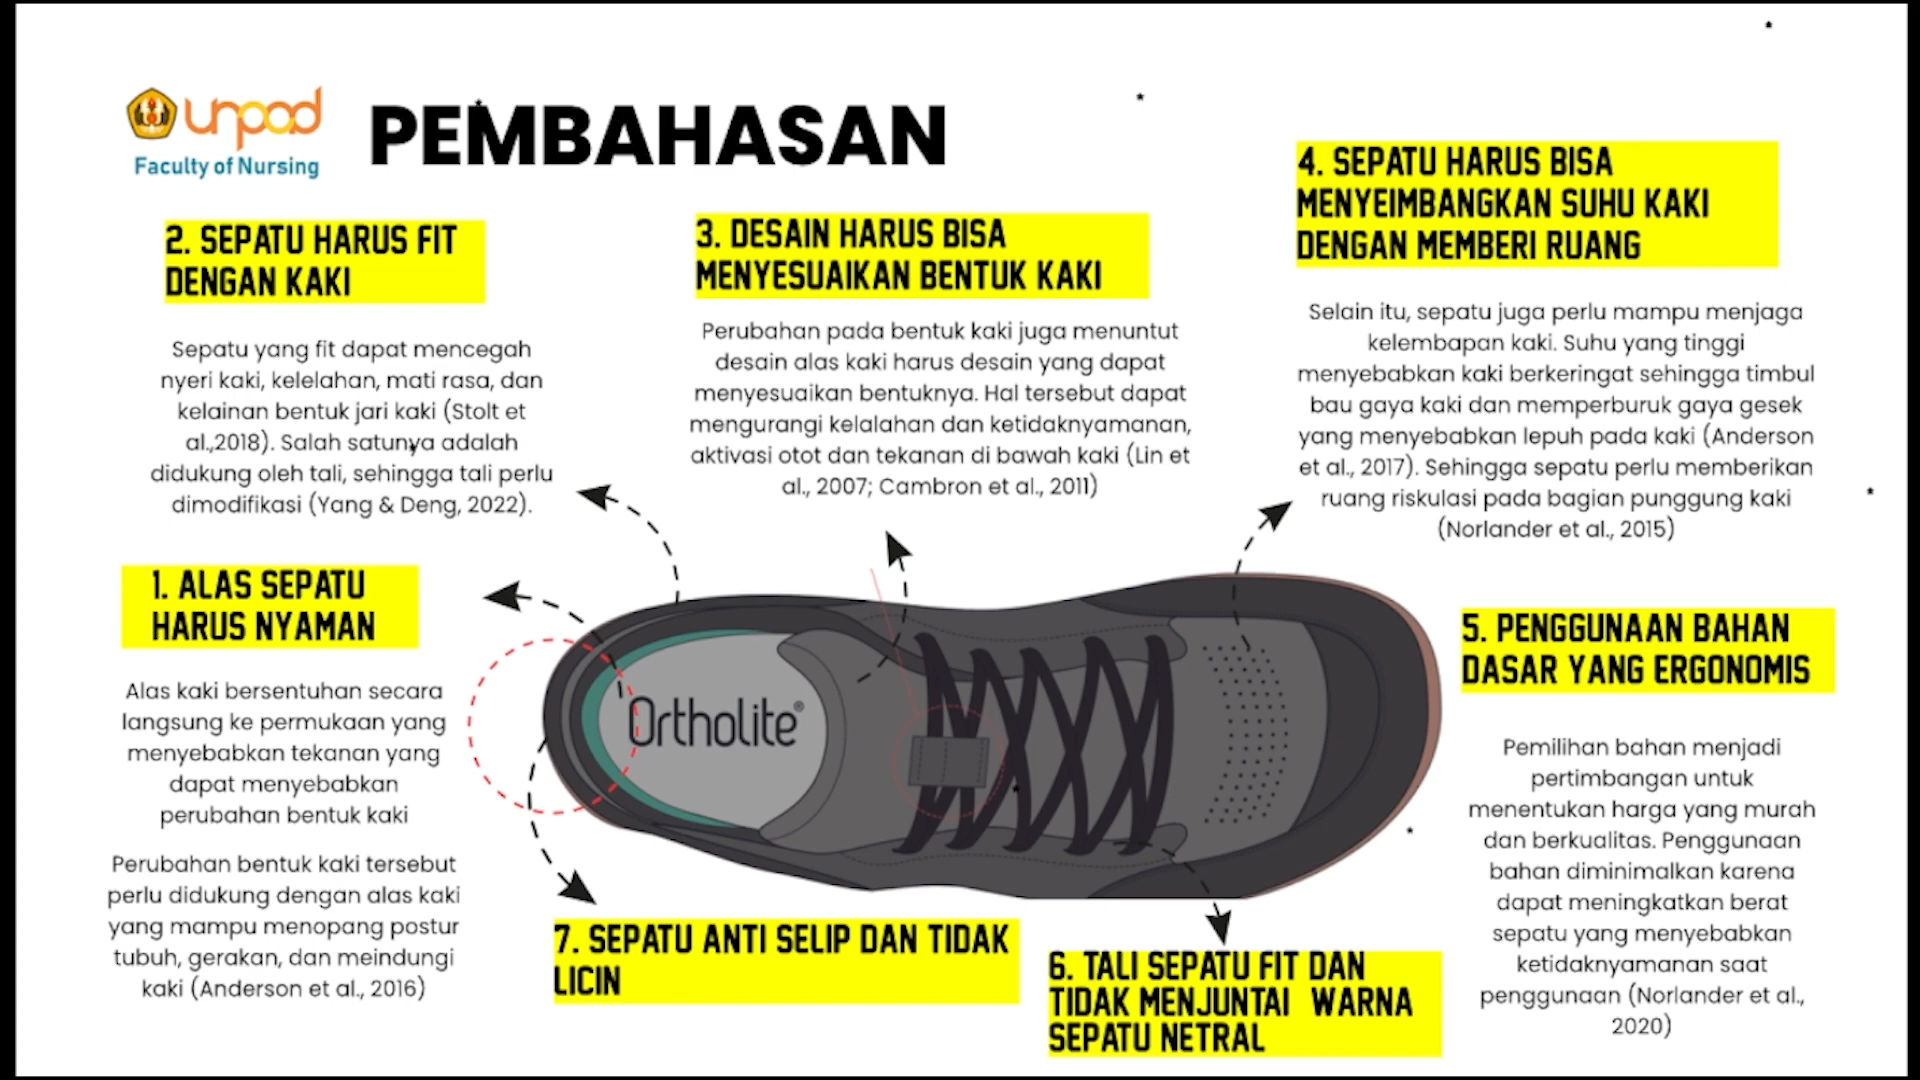 unpad
Faculty of Nursing
PEMBAHASAN
2. SEPATU HARUS FIT
DENGAN KAKI
Sepatu yang fit dapat mencegah
nyeri kaki, kelelahan, mati rasa, dan
kelainan bentuk jari kaki (Stolt et
al.,2018). Salah satunya adalah
didukung oleh tali, sehingga tali perlu
dimodifikasi (Yang & Deng, 2022).
3. DESAIN HARUS BISA
MENYESUAIKAN BENTUK KAKI
Perubahan pada bentuk kaki juga menuntut
desain alas kaki harus desain yang dapat
menyesuaikan bentuknya. Hal tersebut dapat
mengurangi kelalahan dan ketidaknyamanan,
aktivasi otot dan tekanan di bawah kaki (Lin et
al., 2007; Cambron et al., 2011)
4. SEPATU HARUS BISA
MENYEIMBANGKAN SUHU KAKI
DENGAN MEMBERI RUANG
Selain itu, sepatu juga perlu mampu menjaga
kelembapan kaki. Suhu yang tinggi
menyebabkan kaki berkeringat sehingga timbul
bau gaya kaki dan memperburuk gaya gesek
yang menyebabkan lepuh pada kaki (Anderson
et al., 2017). Sehingga sepatu perlu memberikan
ruang riskulasi pada bagian punggung kaki
(Norlander et al., 2015)
1. ALAS SEPATU
HARUS NYAMAN
Alas kaki bersentuhan secara
langsung ke permukaan yang
menyebabkan tekanan yang
dapat menyebabkan
perubahan bentuk kaki
Perubahan bentuk kaki tersebut
perlu didukung dengan alas kaki
yang mampu menopang postur
tubuh, gerakan, dan meindungi
kaki (Anderson et al., 2016)
Ortholite®
5. PENGGUNAAN BAHAN
DASAR YANG ERGONOMIS
Pemilihan bahan menjadi
pertimbangan untuk
menentukan harga yang murah
dan berkualitas. Penggunaan
bahan diminimalkan karena
dapat meningkatkan berat
sepatu yang menyebabkan
ketidaknyamanan saat
penggunaan (Norlander et al.,
2020)
7. SEPATU ANTI SELIP DAN TIDAK
LICIN
6. TALI SEPATU FIT DAN
TIDAK MENJUNTAI WARNA
SEPATU NETRAL